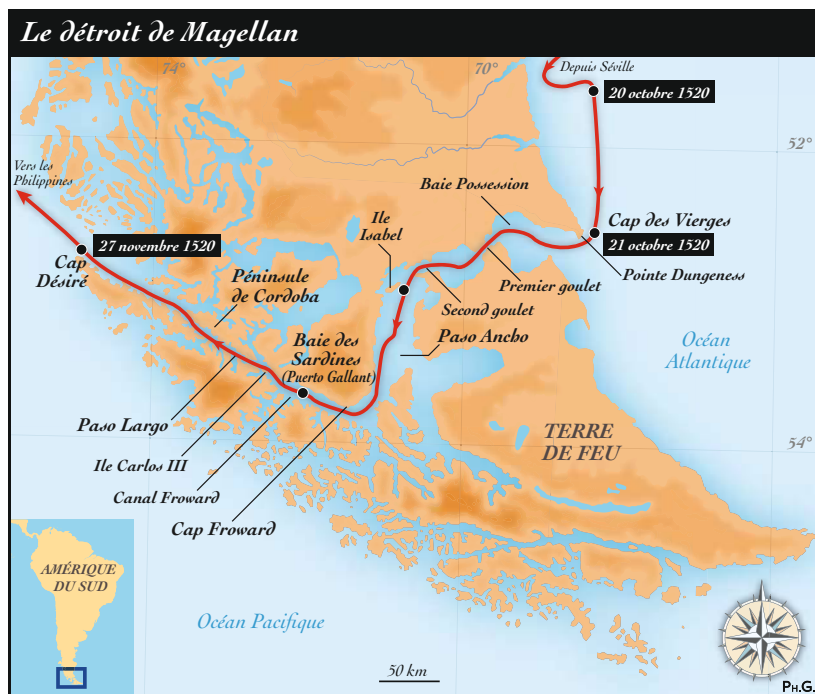 Le détroit de Magellan
74°
70°
Depuis Séville
20 octobre 1520
52°
Vers les
Philippines
Baie Possession
Ile
Isabel
Cap des Vierges
21 octobre 1520
27 novembre 1520
Cap
Désiré
Pointe Dungeness
Péninsule
de Cordoba
Premier goulet
Second goulet
Baie des
Sardines
(Puerto Gallant)
Paso Ancho
Océan
Atlantique
Paso Largo
TERRE
DE FEU
54°
Ile Carlos III
Canal Froward
Cap Froward
AMÉRIQUE
DU SUD
Océan Pacifique
50 km
PH.G.